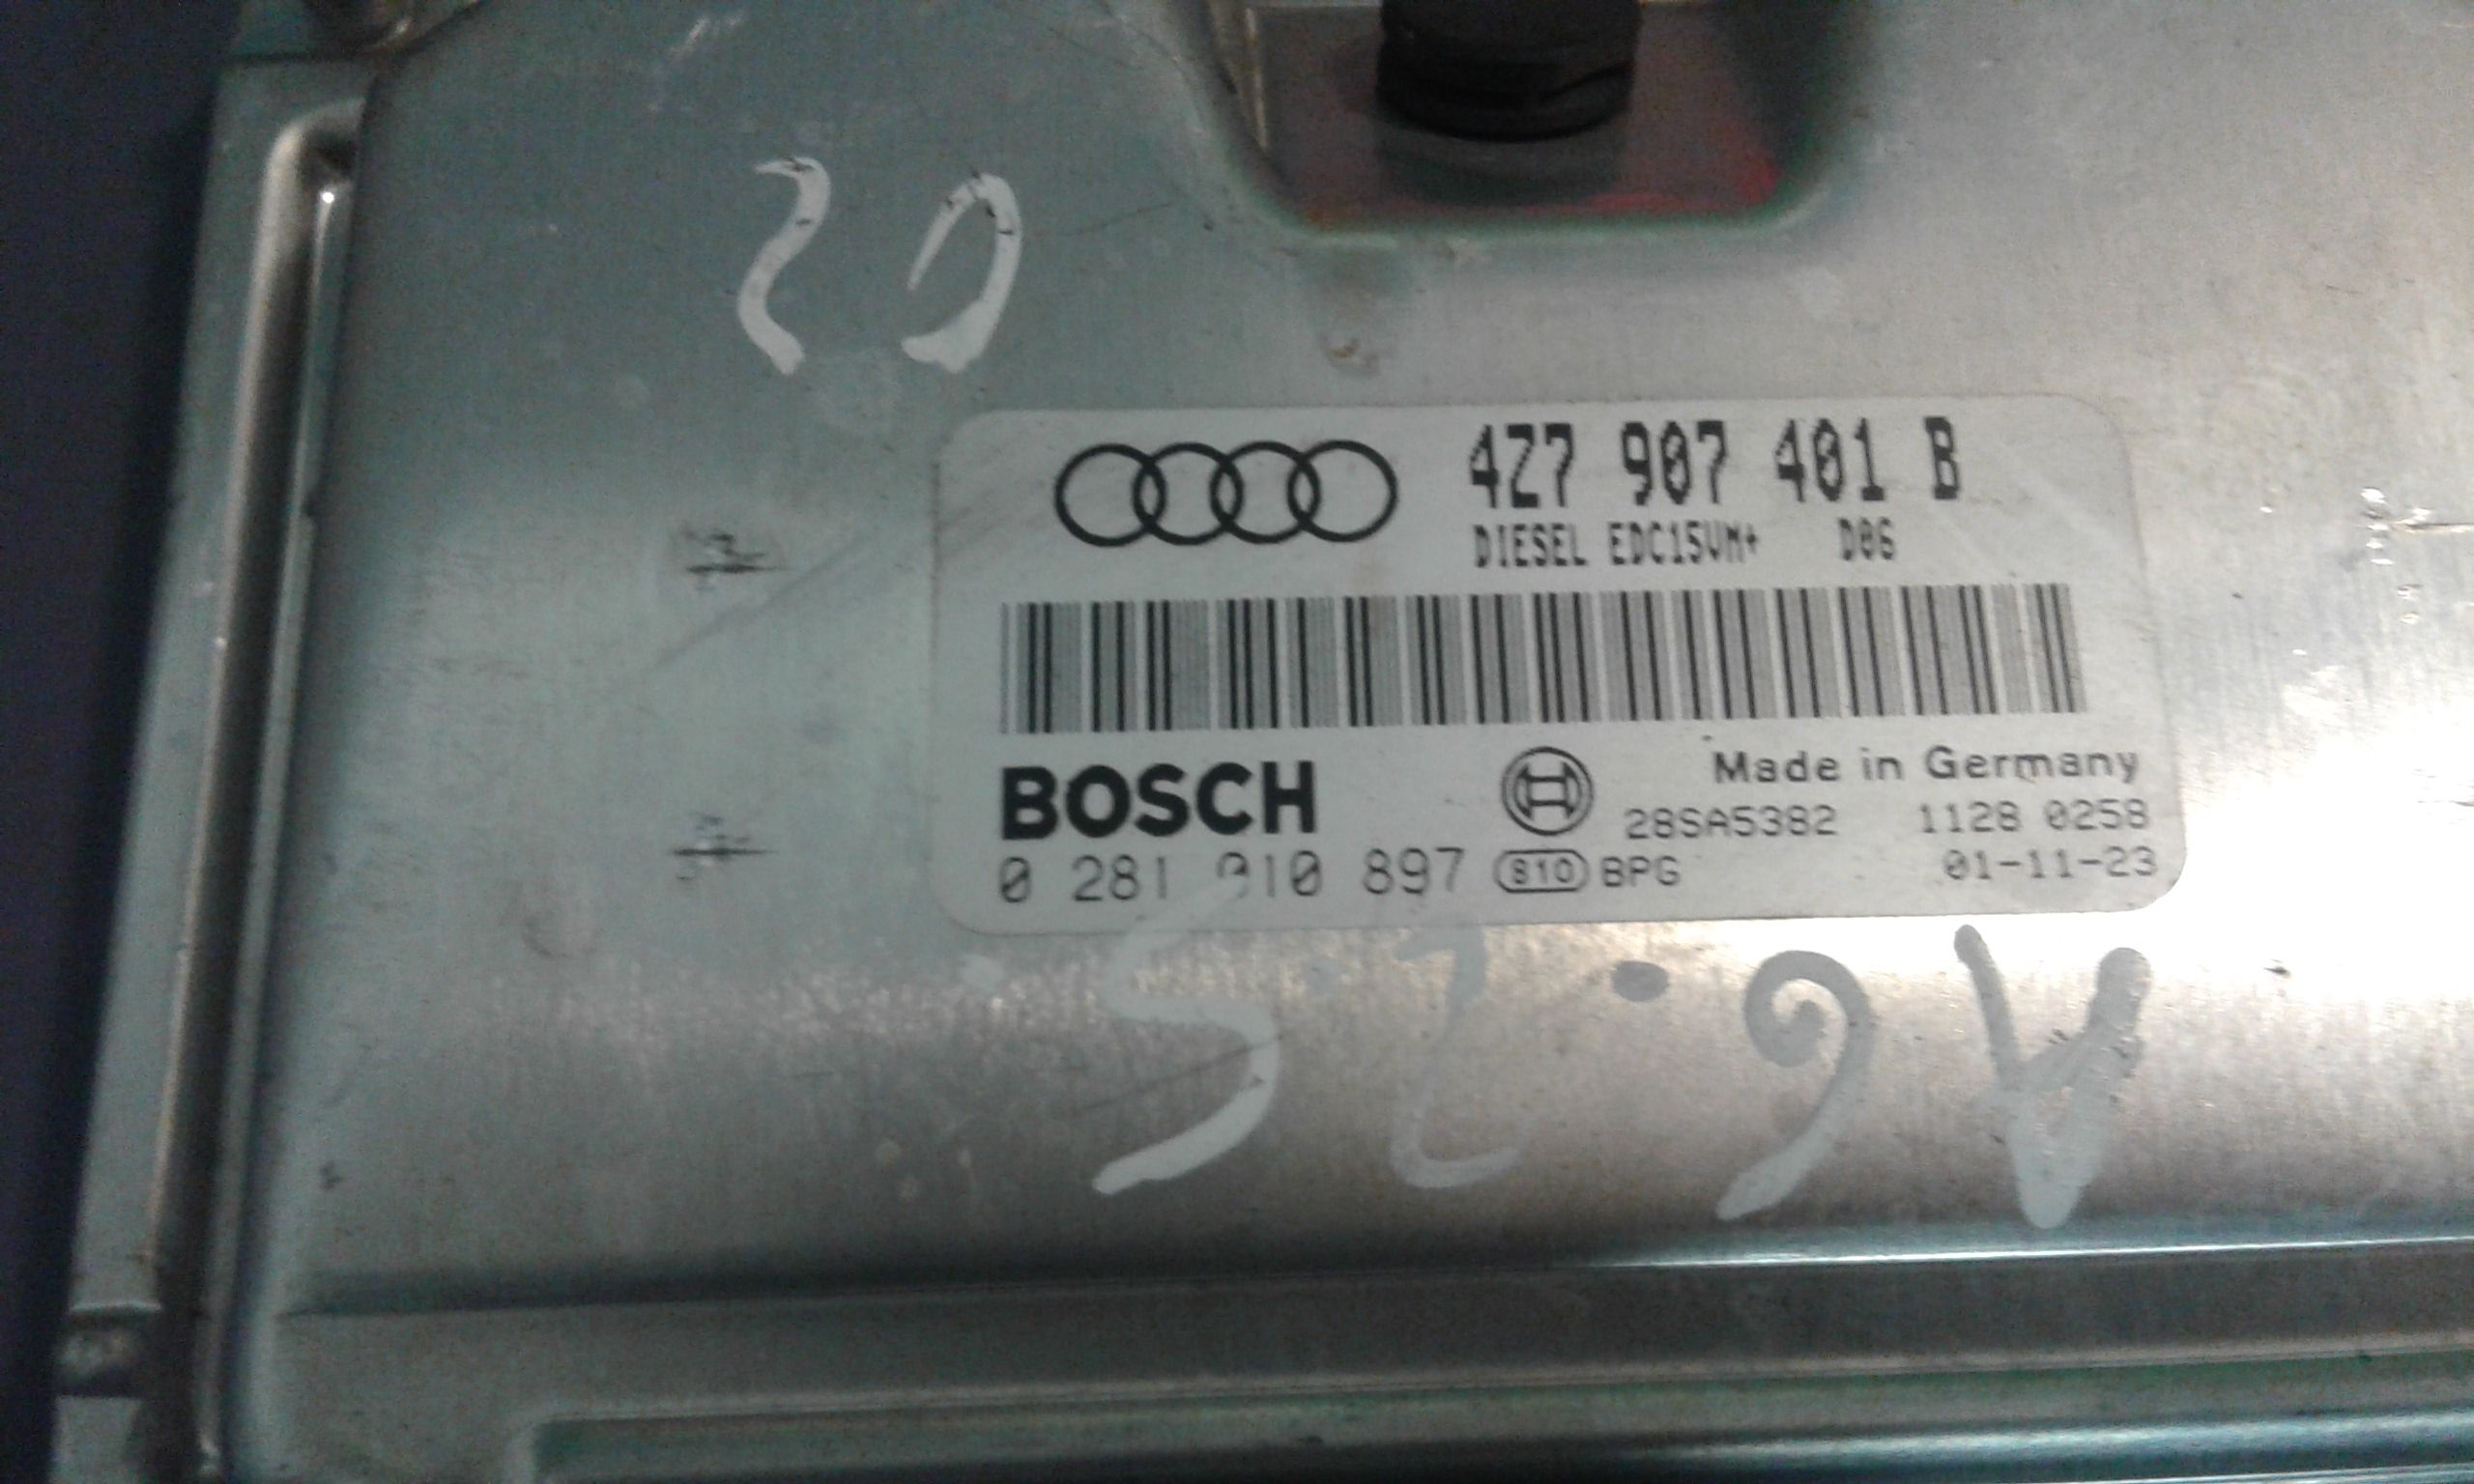 4Z7 907 401 B
DIESEL EDC15VM+ D06
BOSCH
Made in Germany
28SA5382 1128 0258
0 281 010 897 810 BPG 01-11-23
A6 · 2.5
02